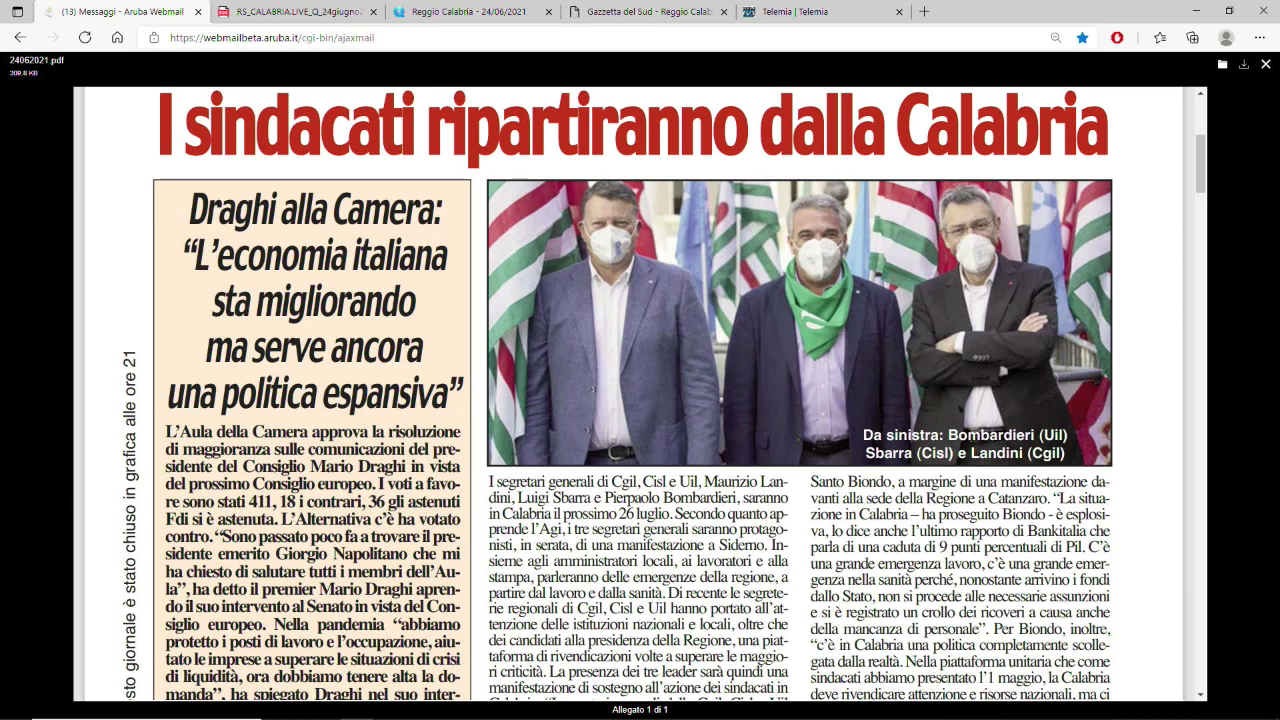 (13) Messaggi - Aruba Webmail
RS_CALABRIA.LIVE_Q_24giugno2
Reggio Calabria - 24/06/2021
Gazzetta del Sud - Reggio Calabr
Telemia | Telemia
https://webmailbeta.aruba.it/cgi-bin/ajaxmail
24062021.pdf
309.8 KB
I sindacati ripartiranno dalla Calabria
sto giornale è stato chiuso in grafica alle ore 21
Draghi alla Camera:
“L’economia italiana
sta migliorando
ma serve ancora
una politica espansiva”
L’Aula della Camera approva la risoluzione
di maggioranza sulle comunicazioni del pre-
sidente del Consiglio Mario Draghi in vista
del prossimo Consiglio europeo. I voti a favo-
re sono stati 411, 18 i contrari, 36 gli astenuti
Fdi si è astenuta. L’Alternativa c’è ha votato
contro. “Sono passato poco fa a trovare il pre-
sidente emerito Giorgio Napolitano che mi
ha chiesto di salutare tutti i membri dell’Au-
la”, ha detto il premier Mario Draghi apren-
do il suo intervento al Senato in vista del Con-
siglio europeo. Nella pandemia “abbiamo
protetto i posti di lavoro e l’occupazione, aiu-
tato le imprese a superare le situazioni di crisi
di liquidità, ora dobbiamo tenere alta la do-
manda”, ha spiegato Draghi nel suo inter-
Da sinistra: Bombardieri (Uil)
Sbarra (Cisl) e Landini (Cgil)
I segretari generali di Cgil, Cisl e Uil, Maurizio Lan-
dini, Luigi Sbarra e Pierpaolo Bombardieri, saranno
in Calabria il prossimo 26 luglio. Secondo quanto ap-
prende l’Agi, i tre segretari generali saranno protago-
nisti, in serata, di una manifestazione a Siderno. In-
sieme agli amministratori locali, ai lavoratori e alla
stampa, parleranno delle emergenze della regione, a
partire dal lavoro e dalla sanità. Di recente le segrete-
rie regionali di Cgil, Cisl e Uil hanno portato all’at-
tenzione delle istituzioni nazionali e locali, oltre che
dei candidati alla presidenza della Regione, una piat-
taforma di rivendicazioni volte a superare le maggio-
ri criticità. La presenza dei tre leader sarà quindi una
manifestazione di sostegno all’azione dei sindacati in
Santo Biondo, a margine di una manifestazione da-
vanti alla sede della Regione a Catanzaro. “La situa-
zione in Calabria – ha proseguito Biondo - è esplosi-
va, lo dice anche l’ultimo rapporto di Bankitalia che
parla di una caduta di 9 punti percentuali di Pil. C’è
una grande emergenza lavoro, c’è una grande emer-
genza nella sanità perché, nonostante arrivino i fondi
dallo Stato, non si procede alle necessarie assunzioni
e si è registrato un crollo dei ricoveri a causa anche
della mancanza di personale”. Per Biondo, inoltre,
“c’è in Calabria una politica completamente scolle-
gata dalla realtà. Nella piattaforma unitaria che come
sindacati abbiamo presentato l’1 maggio, la Calabria
deve rivendicare attenzione e risorse nazionali, ma ci
Allegato 1 di 1